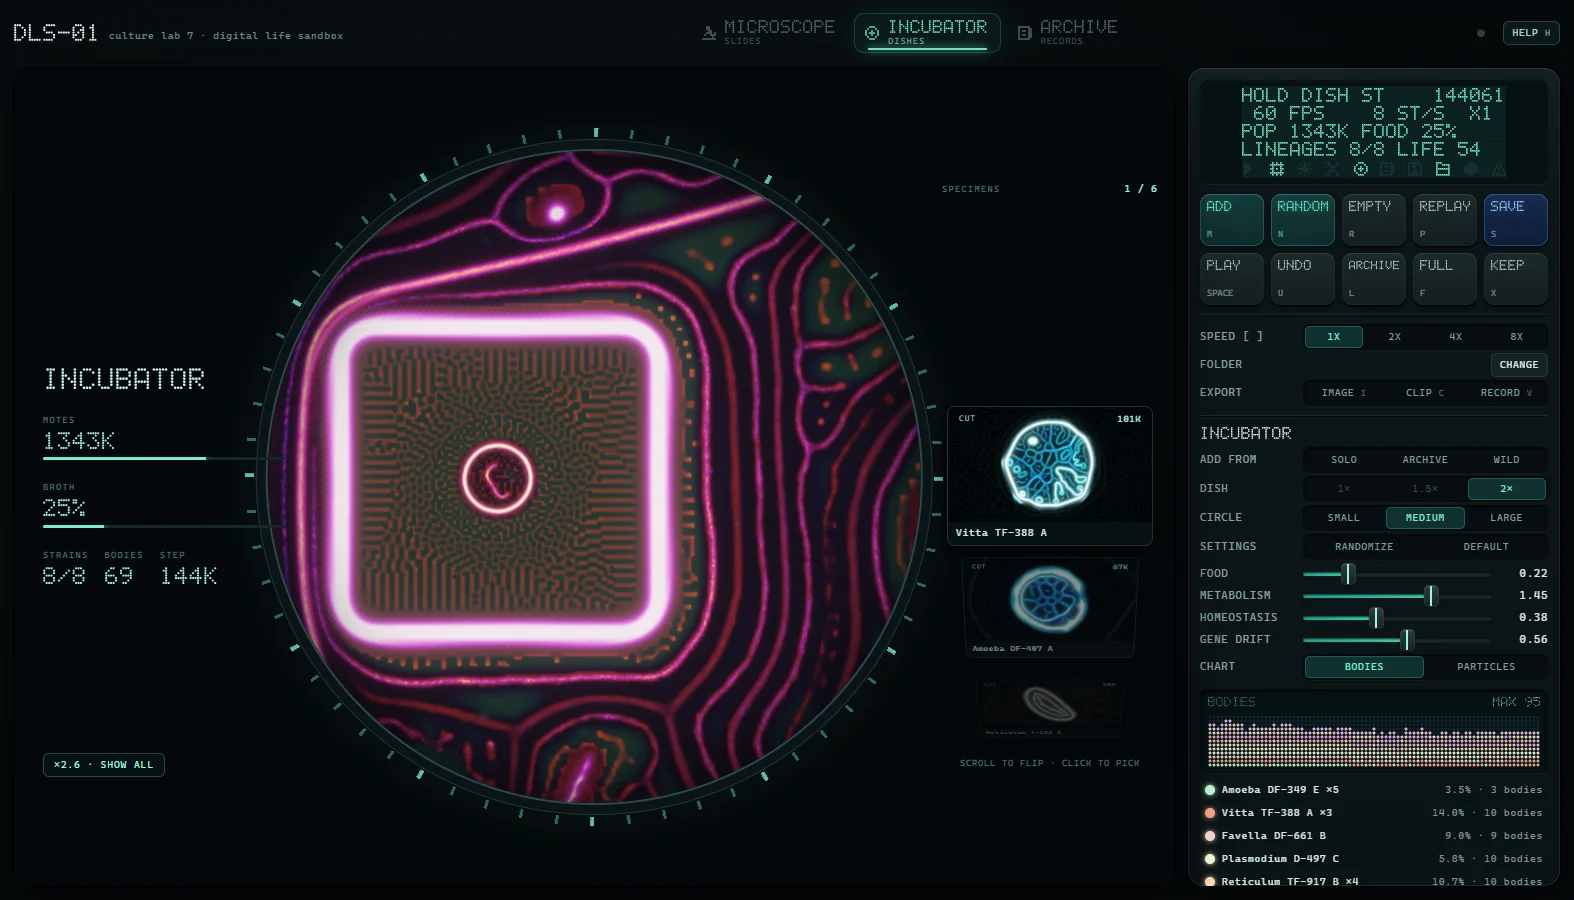 DLS-01 culture lab 7 · digital life sandbox
MICROSCOPE
SLIDES
INCUBATOR
DISHES
ARCHIVE
RECORDS
HELP H
HOLD DISH ST 144061
60 FPS 8 ST/S X1
POP 1343K FOOD 25%
LINEAGES 8/8 LIFE 54
ADD
M
RANDOM
N
EMPTY
R
REPLAY
P
SAVE
S
PLAY
SPACE
UNDO
U
ARCHIVE
L
FULL
F
KEEP
X
SPEED [ ] 1X 2X 4X 8X
FOLDER CHANGE
EXPORT IMAGE I CLIP C RECORD V
INCUBATOR
ADD FROM SOLO ARCHIVE WILD
DISH 1× 1.5× 2×
CIRCLE SMALL MEDIUM LARGE
SETTINGS RANDOMIZE DEFAULT
FOOD 0.22
METABOLISM 1.45
HOMEOSTASIS 0.38
GENE DRIFT 0.56
CHART BODIES PARTICLES
BODIES MAX 95
Amoeba DF-349 E ×5 3.5% · 3 bodies
Vitta TF-388 A ×3 14.0% · 10 bodies
Favella DF-661 B 9.0% · 9 bodies
Plasmodium D-497 C 5.8% · 10 bodies
Reticulum TF-917 B ×4 10.7% · 10 bodies
INCUBATOR
MOTES
1343K
BROTH
25%
STRAINS BODIES STEP
8/8 69 144K
×2.6 · SHOW ALL
SPECIMENS 1 / 6
CUT 101K
Vitta TF-388 A
CUT 67K
Amoeba DF-407 A
CUT
SCROLL TO FLIP · CLICK TO PICK